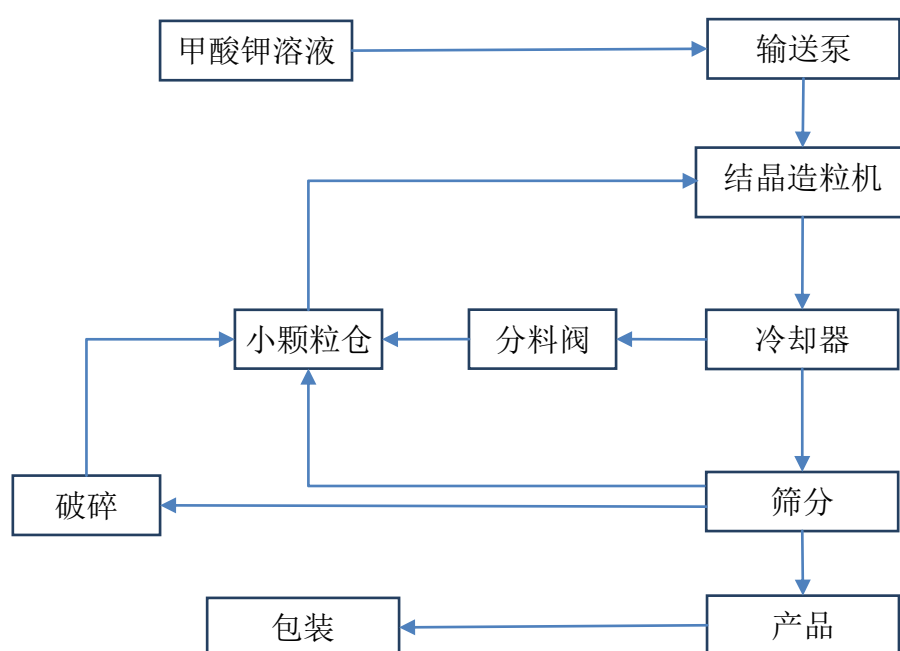 甲酸钾溶液
输送泵
结晶造粒机
小颗粒仓
分料阀
冷却器
破碎
筛分
包装
产品